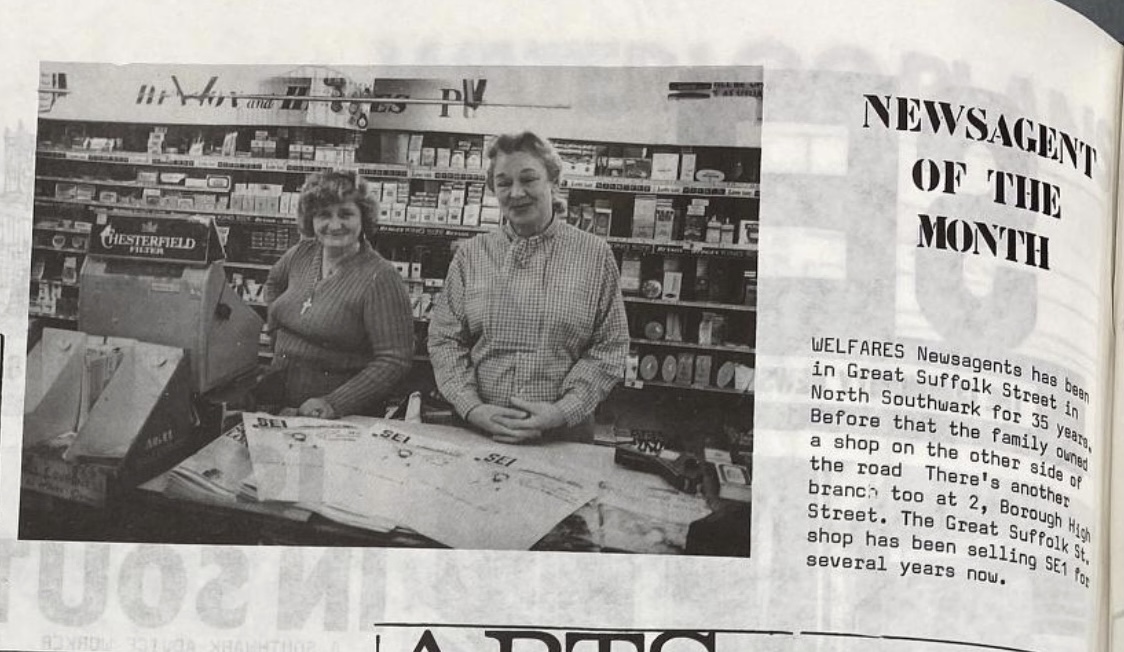 and
CHESTERFIELD
FILTER
SE1
SE1
SE1
NEWSAGENT
OF THE
MONTH
WELFARES Newsagents has been
in Great Suffolk Street in
North Southwark for 35 years.
Before that the family owned
a shop on the other side of
the road There's another
branch too at 2, Borough High
Street. The Great Suffolk St.
shop has been selling SE1 for
several years now.
ARTS